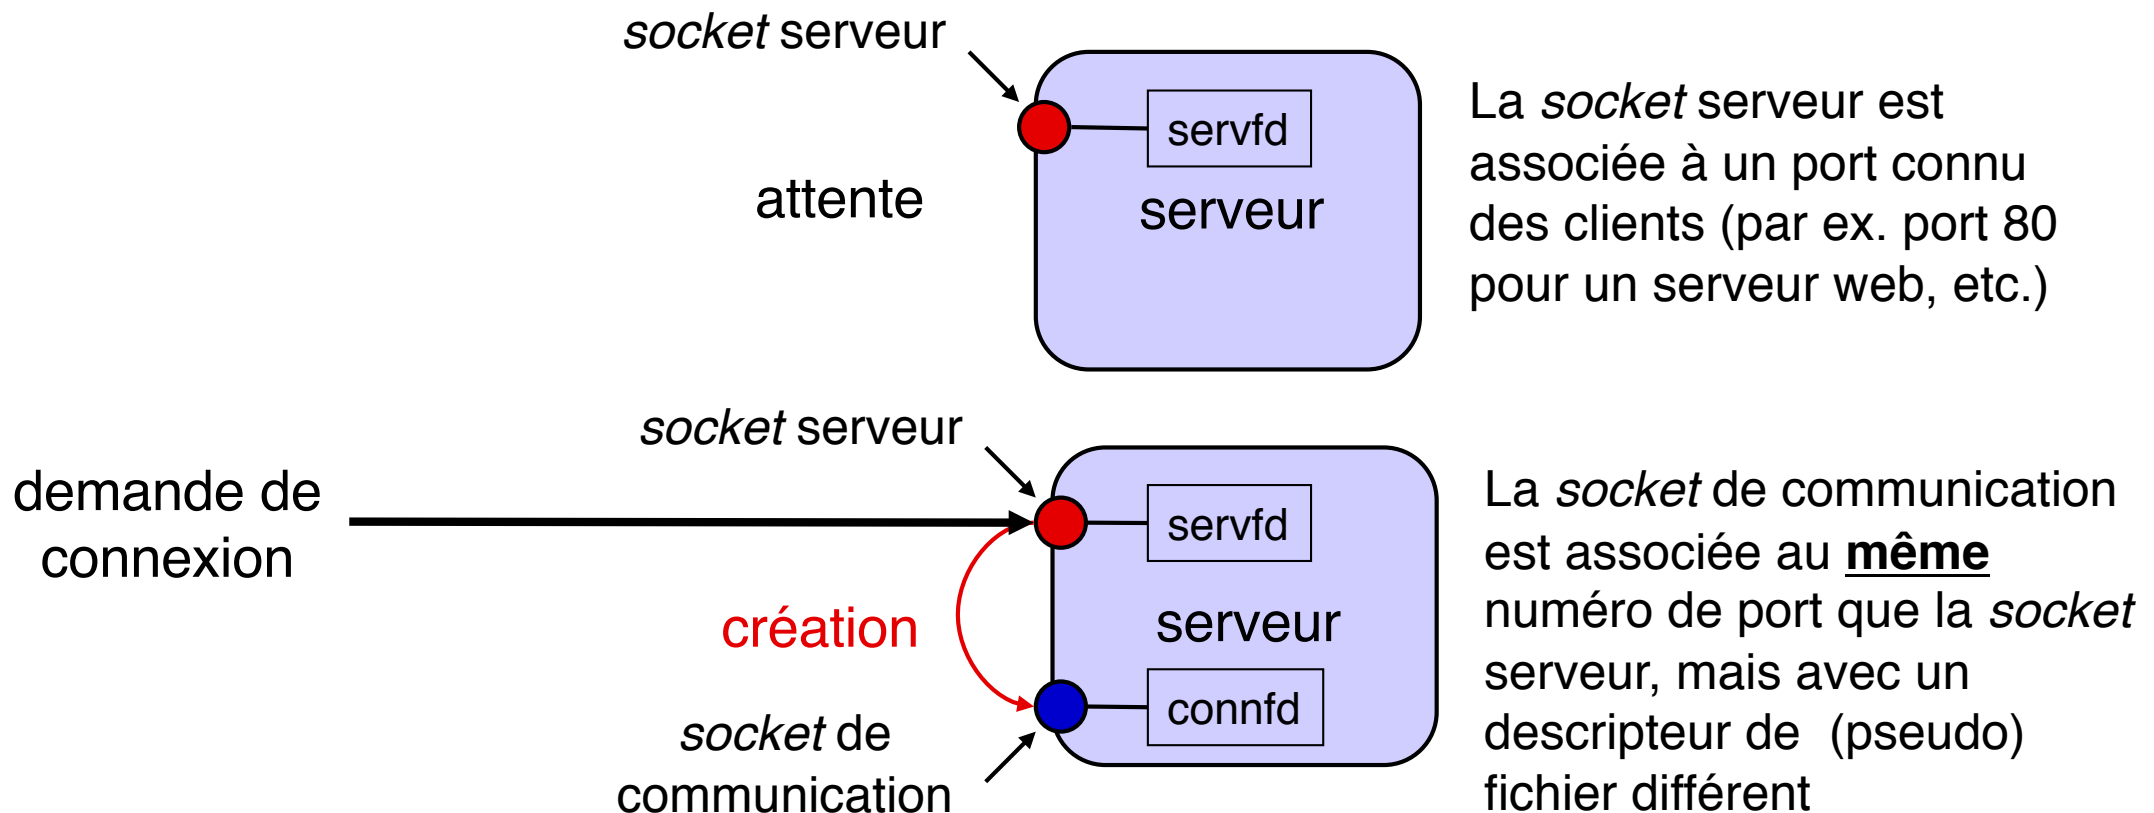 socket serveur
servfd
attente
serveur
La socket serveur est
associée à un port connu
des clients (par ex. port 80
pour un serveur web, etc.)
socket serveur
demande de
connexion
servfd
création
serveur
connfd
socket de
communication
La socket de communication
est associée au même
numéro de port que la socket
serveur, mais avec un
descripteur de (pseudo)
fichier différent